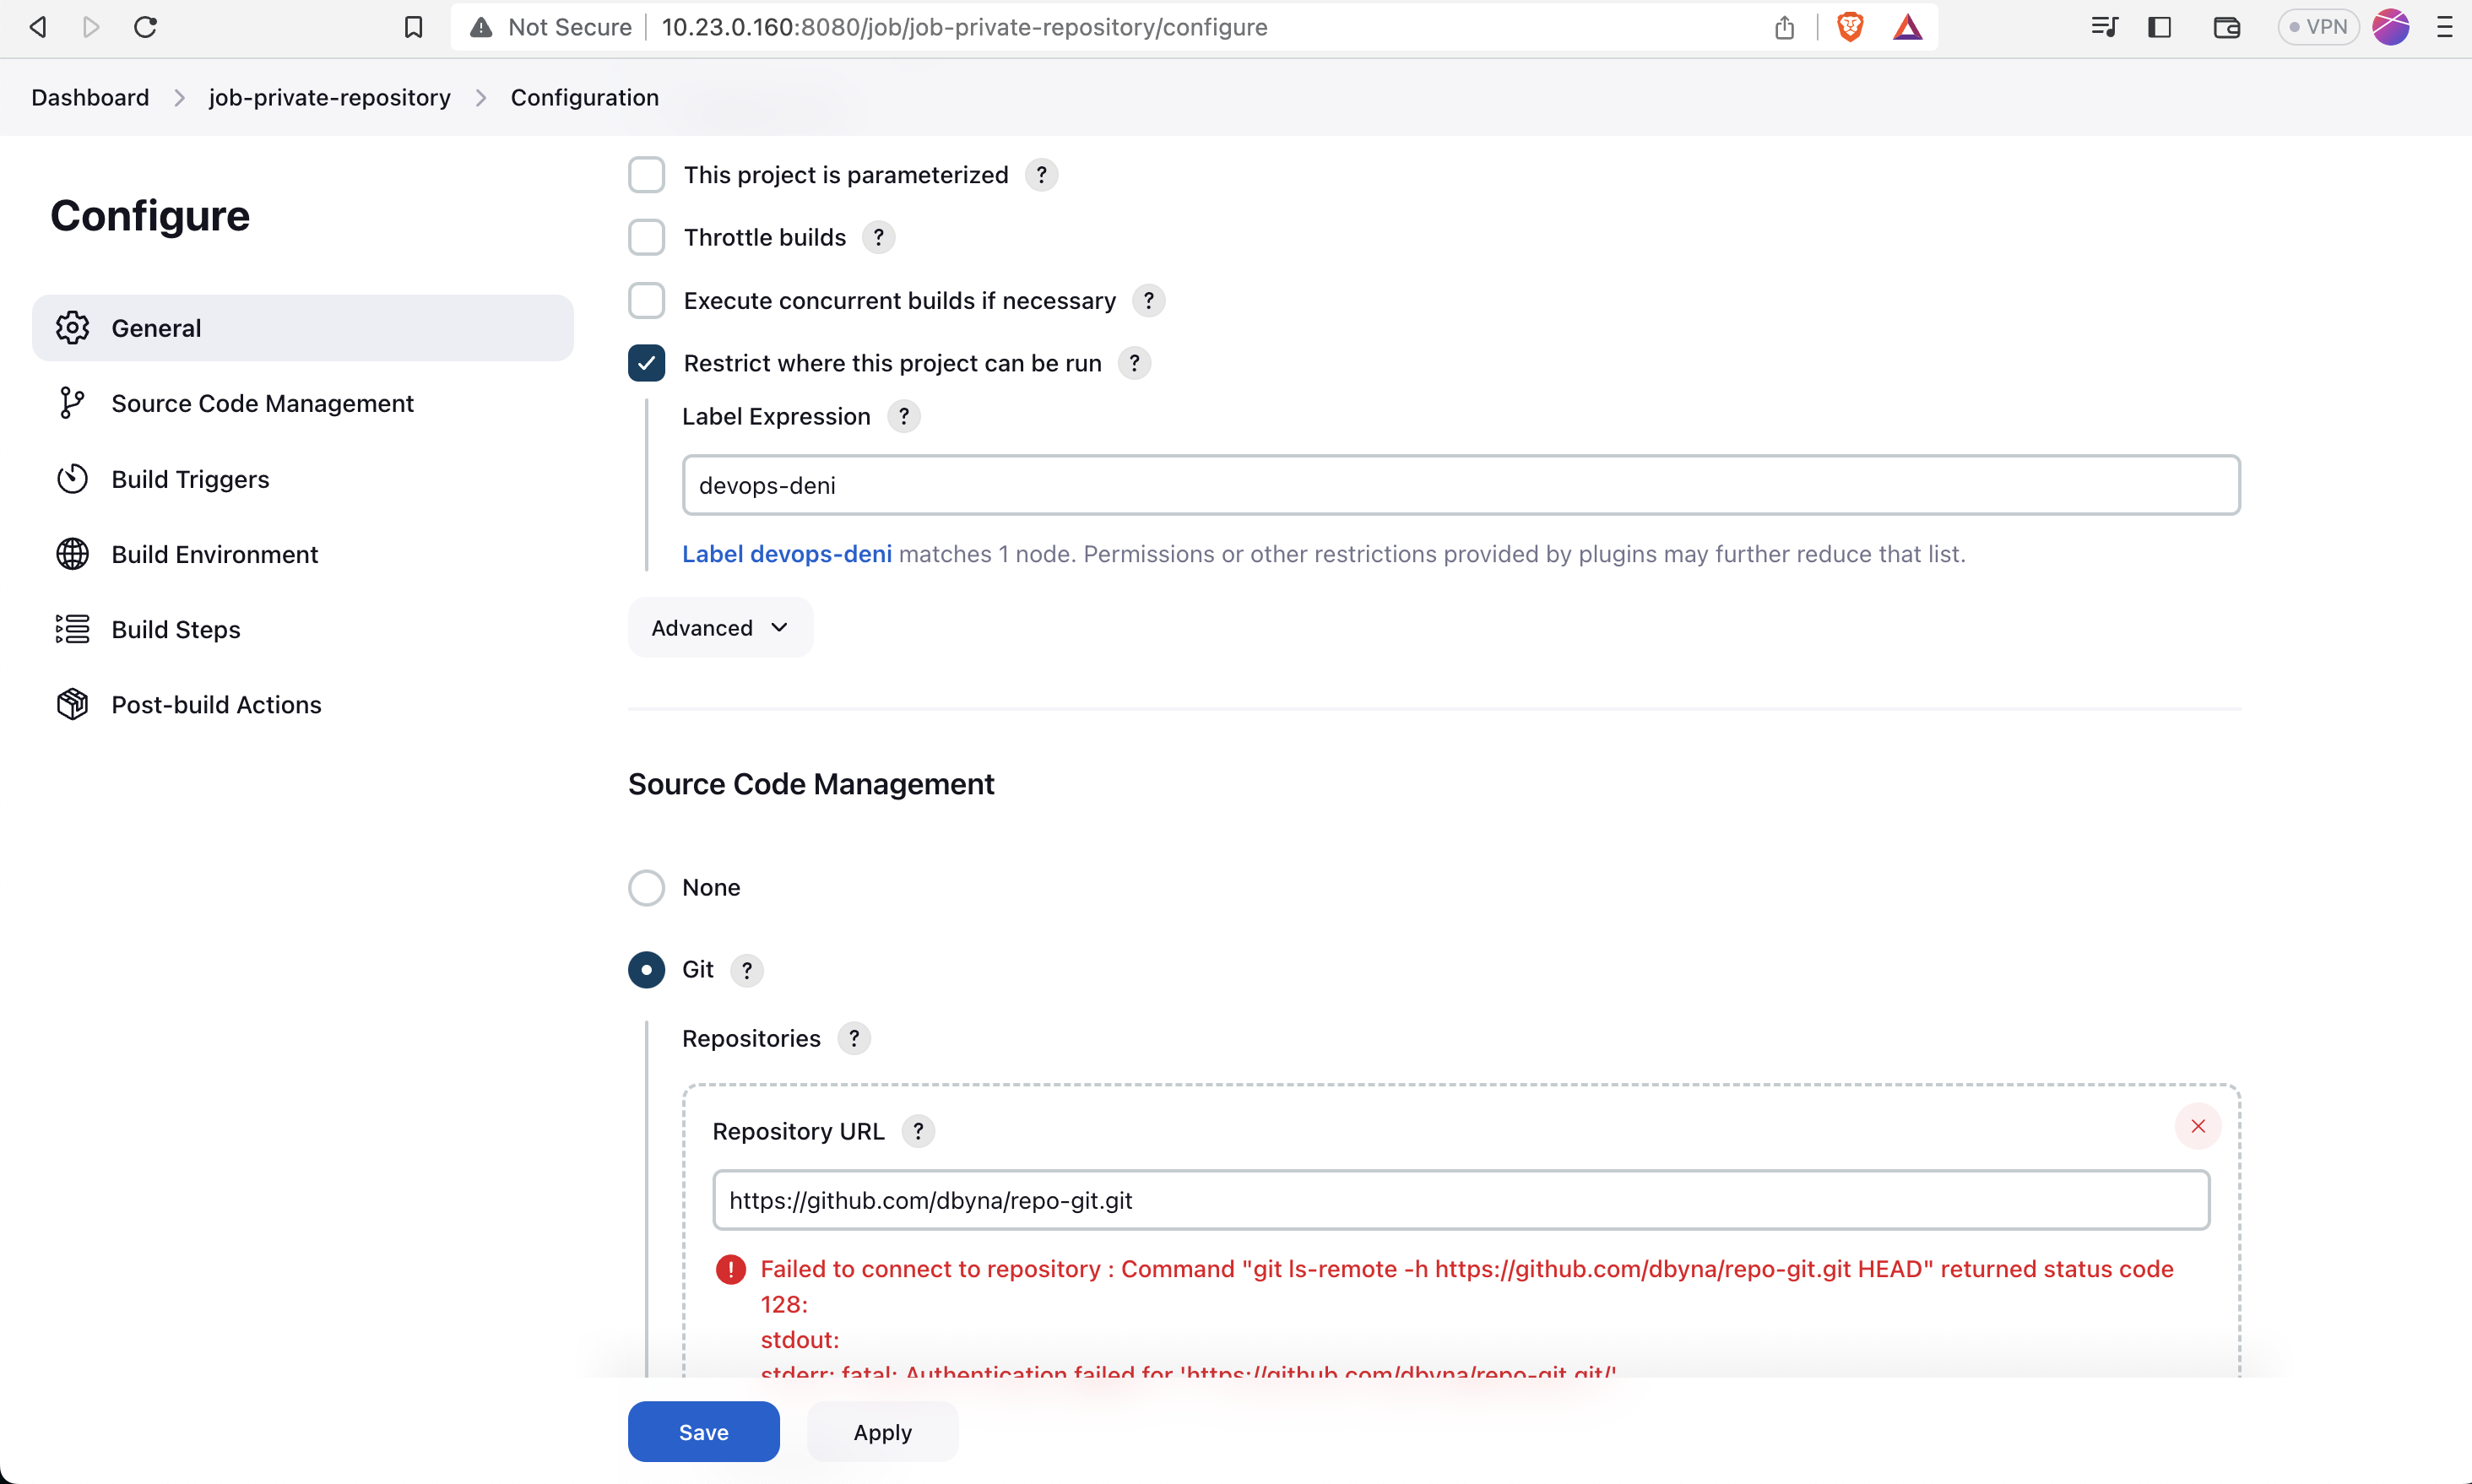 Not Secure 10.23.0.160:8080/job/job-private-repository/configure
VPN
Dashboard job-private-repository Configuration
Configure
General
Source Code Management
Build Triggers
Build Environment
Build Steps
Post-build Actions
This project is parameterized ?
Throttle builds ?
Execute concurrent builds if necessary ?
Restrict where this project can be run ?
Label Expression ?
devops-deni
Label devops-deni matches 1 node. Permissions or other restrictions provided by plugins may further reduce that list.
Advanced
Source Code Management
None
Git ?
Repositories ?
Repository URL ?
https://github.com/dbyna/repo-git.git
Failed to connect to repository : Command "git ls-remote -h https://github.com/dbyna/repo-git.git HEAD" returned status code
128:
stdout:
stderr: fatal: Authentication failed for 'https://github.com/dbyna/repo-git.git/'
Save
Apply